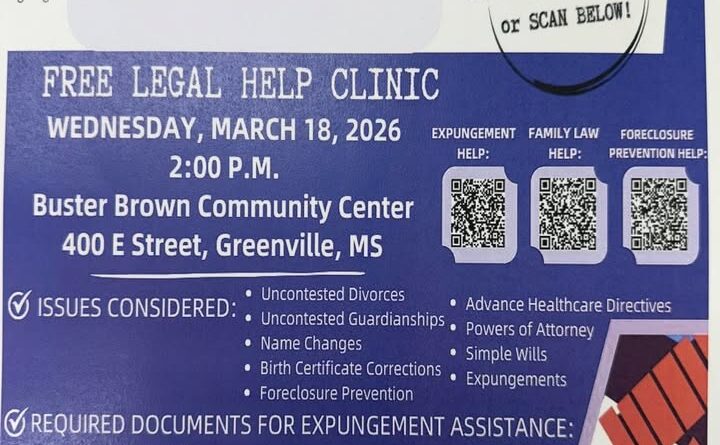 or SCAN BELOW!
FREE LEGAL HELP CLINIC
WEDNESDAY, MARCH 18, 2026
2:00 P.M.
Buster Brown Community Center
400 E Street, Greenville, MS
EXPUNGEMENT
HELP:
FAMILY LAW
HELP:
FORECLOSURE
PREVENTION HELP:
ISSUES CONSIDERED:
• Uncontested Divorces
• Uncontested Guardianships
• Name Changes
• Birth Certificate Corrections
• Foreclosure Prevention
• Advance Healthcare Directives
• Powers of Attorney
• Simple Wills
• Expungements
REQUIRED DOCUMENTS FOR EXPUNGEMENT ASSISTANCE: